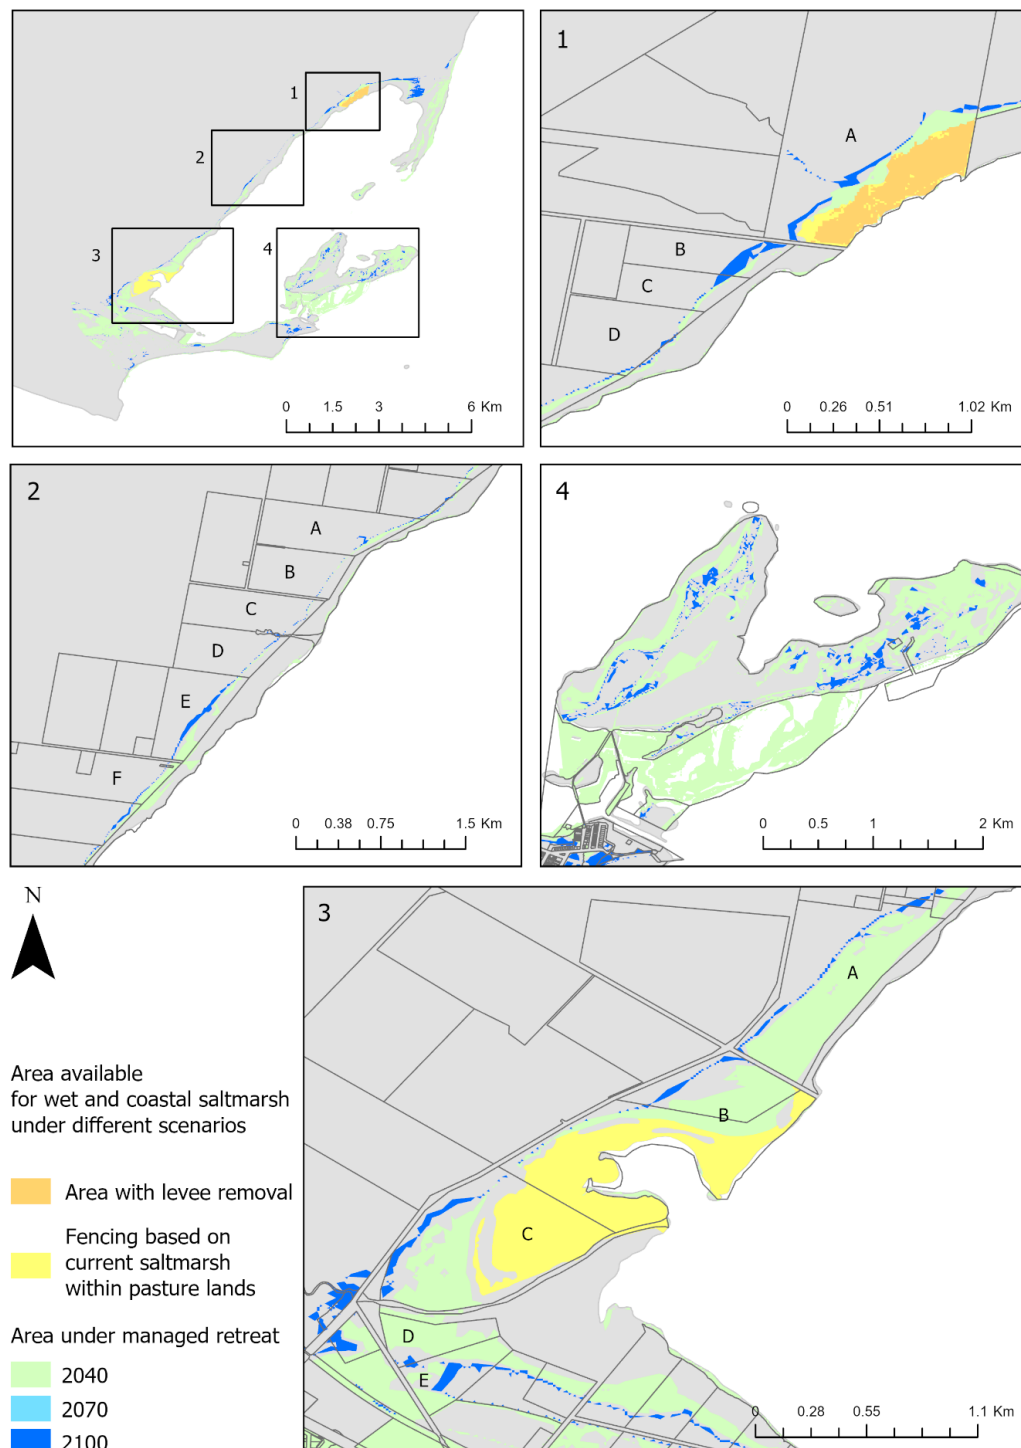 1
2
3
4
0 1.5 3 6 Km
1
A
B
C
D
0 0.26 0.51 1.02 Km
2
A
B
C
D
E
F
0 0.38 0.75 1.5 Km
4
0 0.5 1 2 Km
N
3
A
B
C
D
E
0 0.28 0.55 1.1 Km
Area available
for wet and coastal saltmarsh
under different scenarios
Area with levee removal
Fencing based on
current saltmarsh
within pasture lands
Area under managed retreat
2040
2070
2100